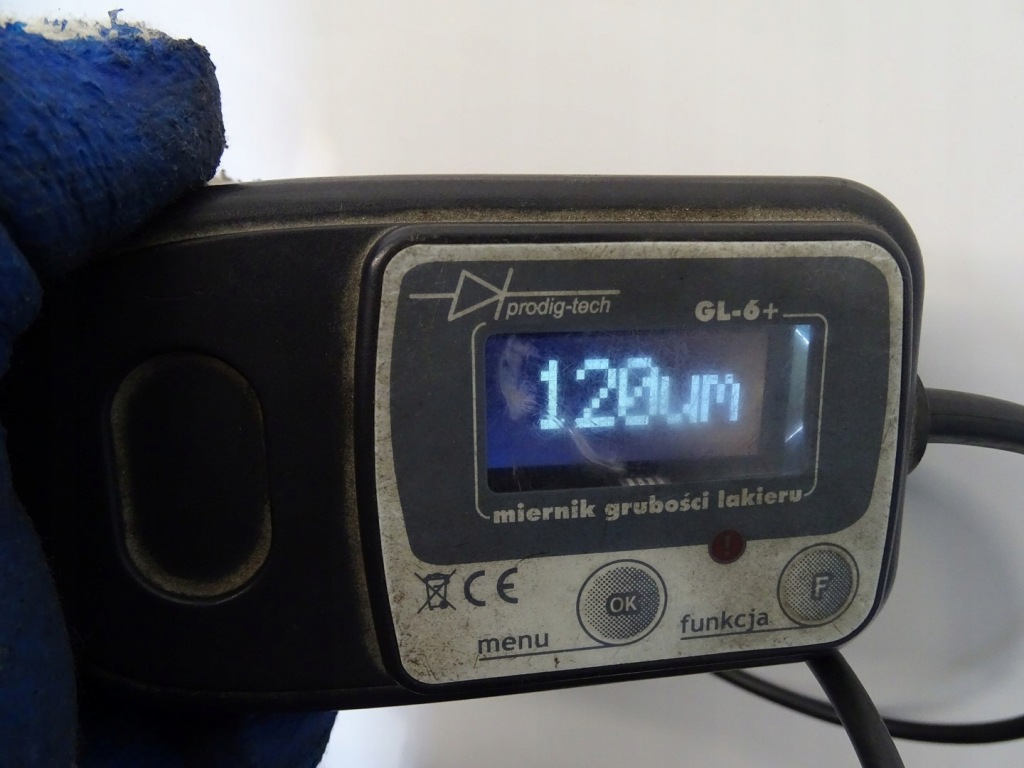 prodig-tech
GL-6+
120um
miernik grubości lakieru
!
CE
OK
F
menu
funkcja